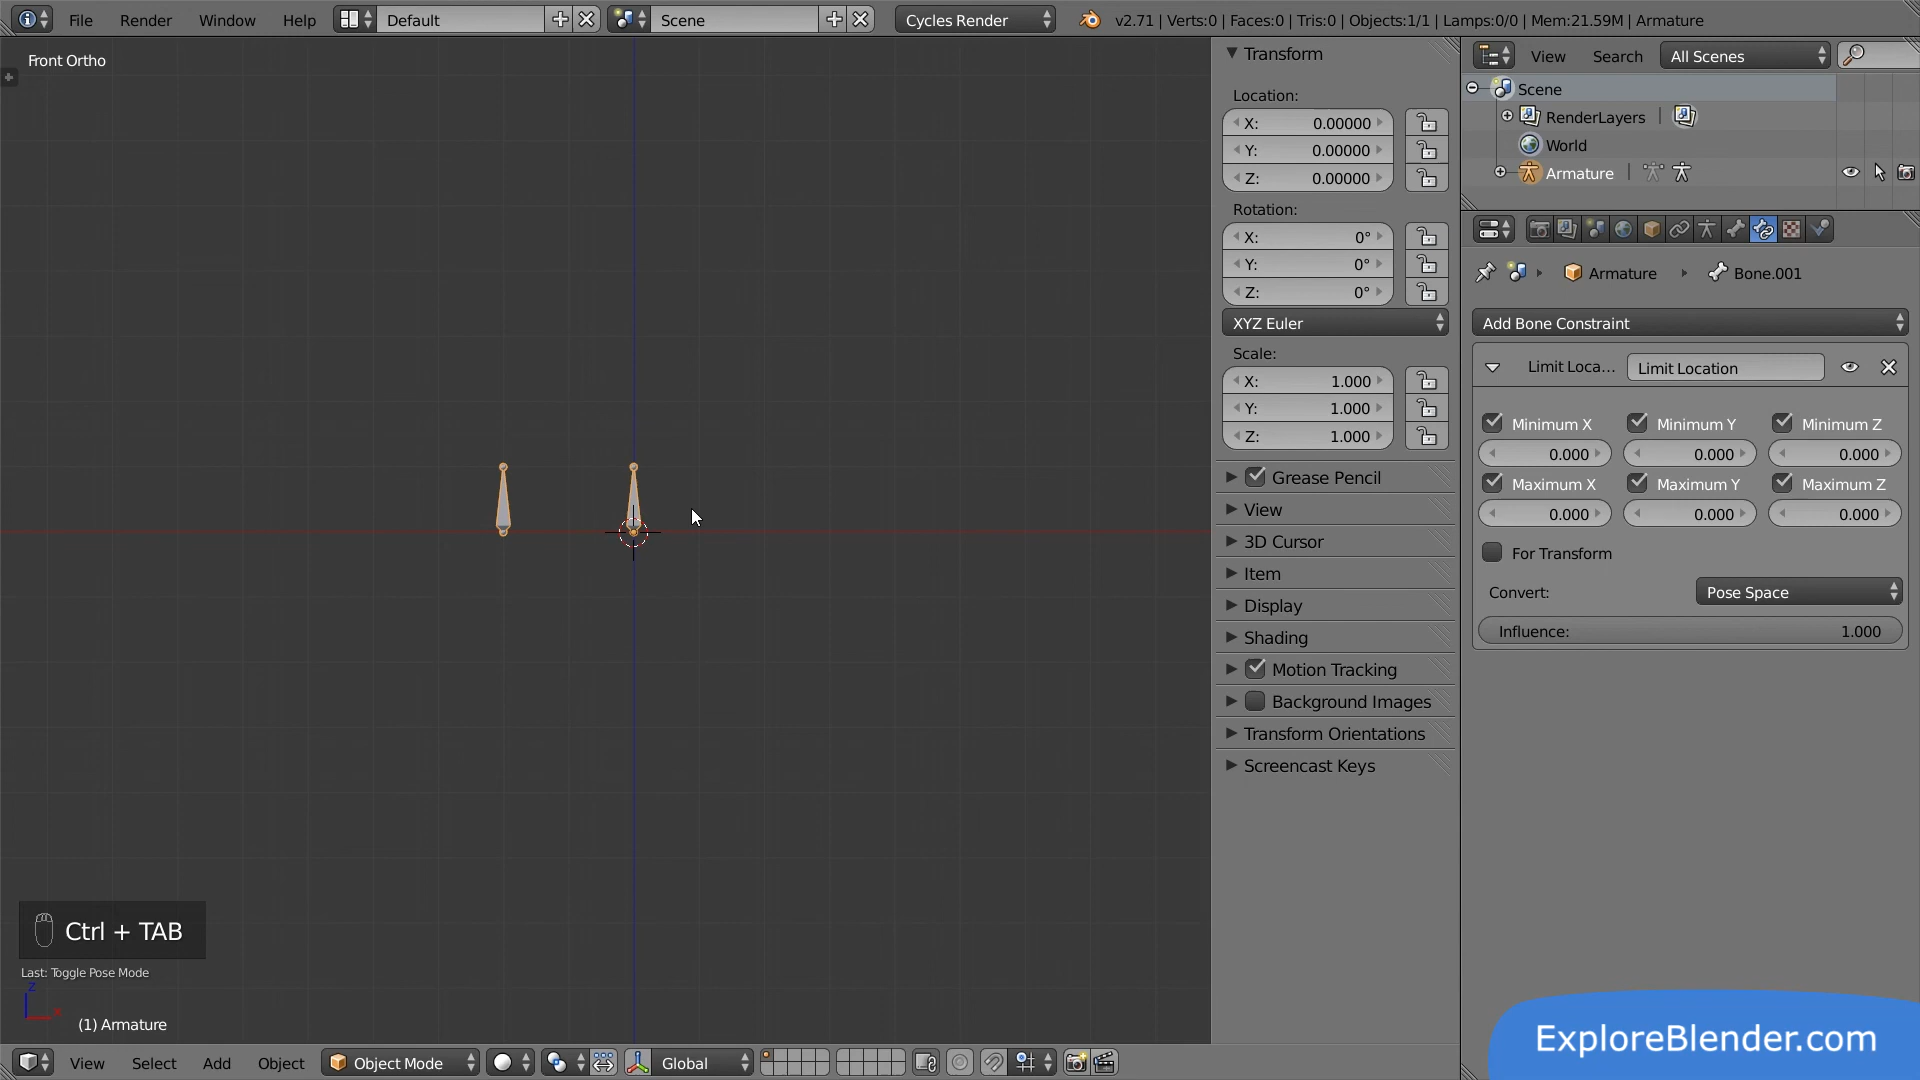 File Render Window Help Default Scene Cycles Render v2.71 | Verts:0 | Faces:0 | Tris:0 | Objects:1/1 | Lamps:0/0 | Mem:21.59M | Armature
Front Ortho
Transform
Location:
X: 0.00000
Y: 0.00000
Z: 0.00000
Rotation:
X: 0°
Y: 0°
Z: 0°
XYZ Euler
Scale:
X: 1.000
Y: 1.000
Z: 1.000
Grease Pencil
View
3D Cursor
Item
Display
Shading
Motion Tracking
Background Images
Transform Orientations
Screencast Keys
View Search All Scenes
Scene
RenderLayers
World
Armature
Armature Bone.001
Add Bone Constraint
Limit Loca... Limit Location
Minimum X Minimum Y Minimum Z
0.000 0.000 0.000
Maximum X Maximum Y Maximum Z
0.000 0.000 0.000
For Transform
Convert: Pose Space
Influence: 1.000
Ctrl + TAB
Last: Toggle Pose Mode
z
x
(1) Armature
View Select Add Object Object Mode Global
ExploreBlender.com